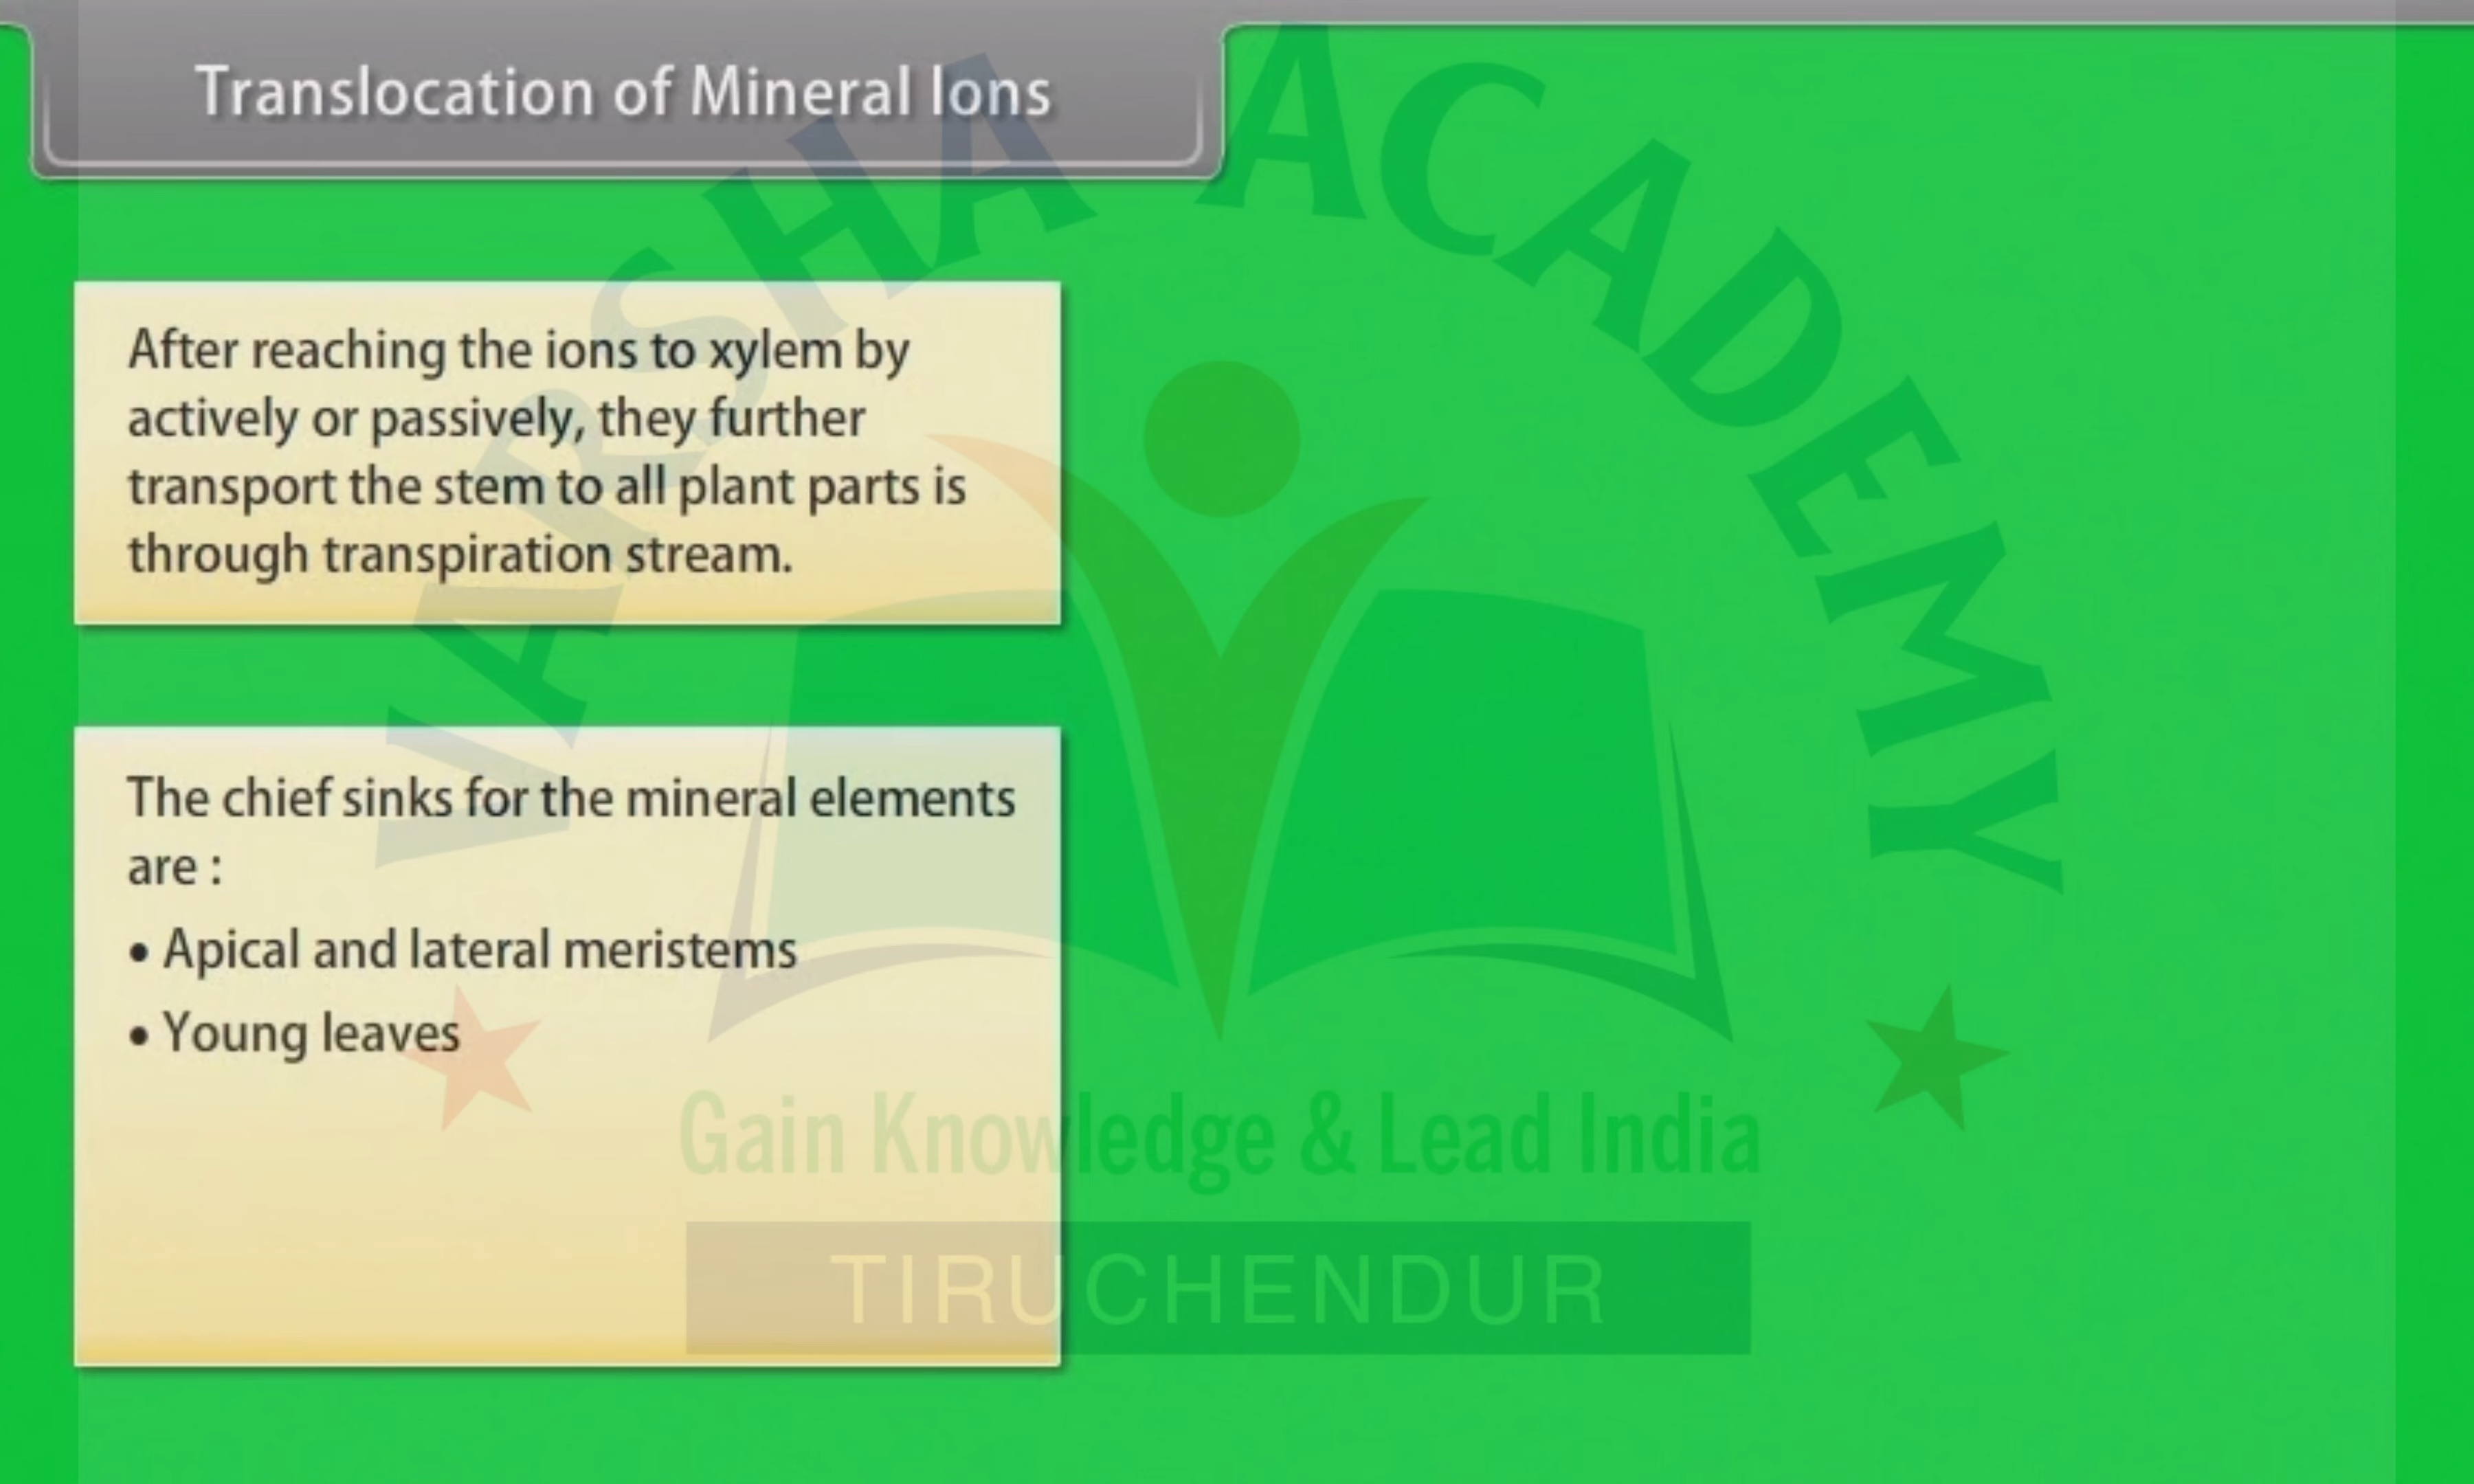 Translocation of Mineral Ions
VARSHA ACADEMY
After reaching the ions to xylem by
actively or passively, they further
transport the stem to all plant parts is
through transpiration stream.
The chief sinks for the mineral elements
are :
• Apical and lateral meristems
• Young leaves
Gain Knowledge & Lead India
TIRUCHENDUR